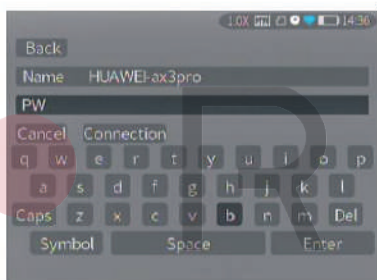 1.0X 14:36
Back
Name HUAWEI-ax3pro
PW
Cancel Connection
q w e r t y u i o p
a s d f g h j k l
Caps z x c v b n m Del
Symbol Space Enter
R